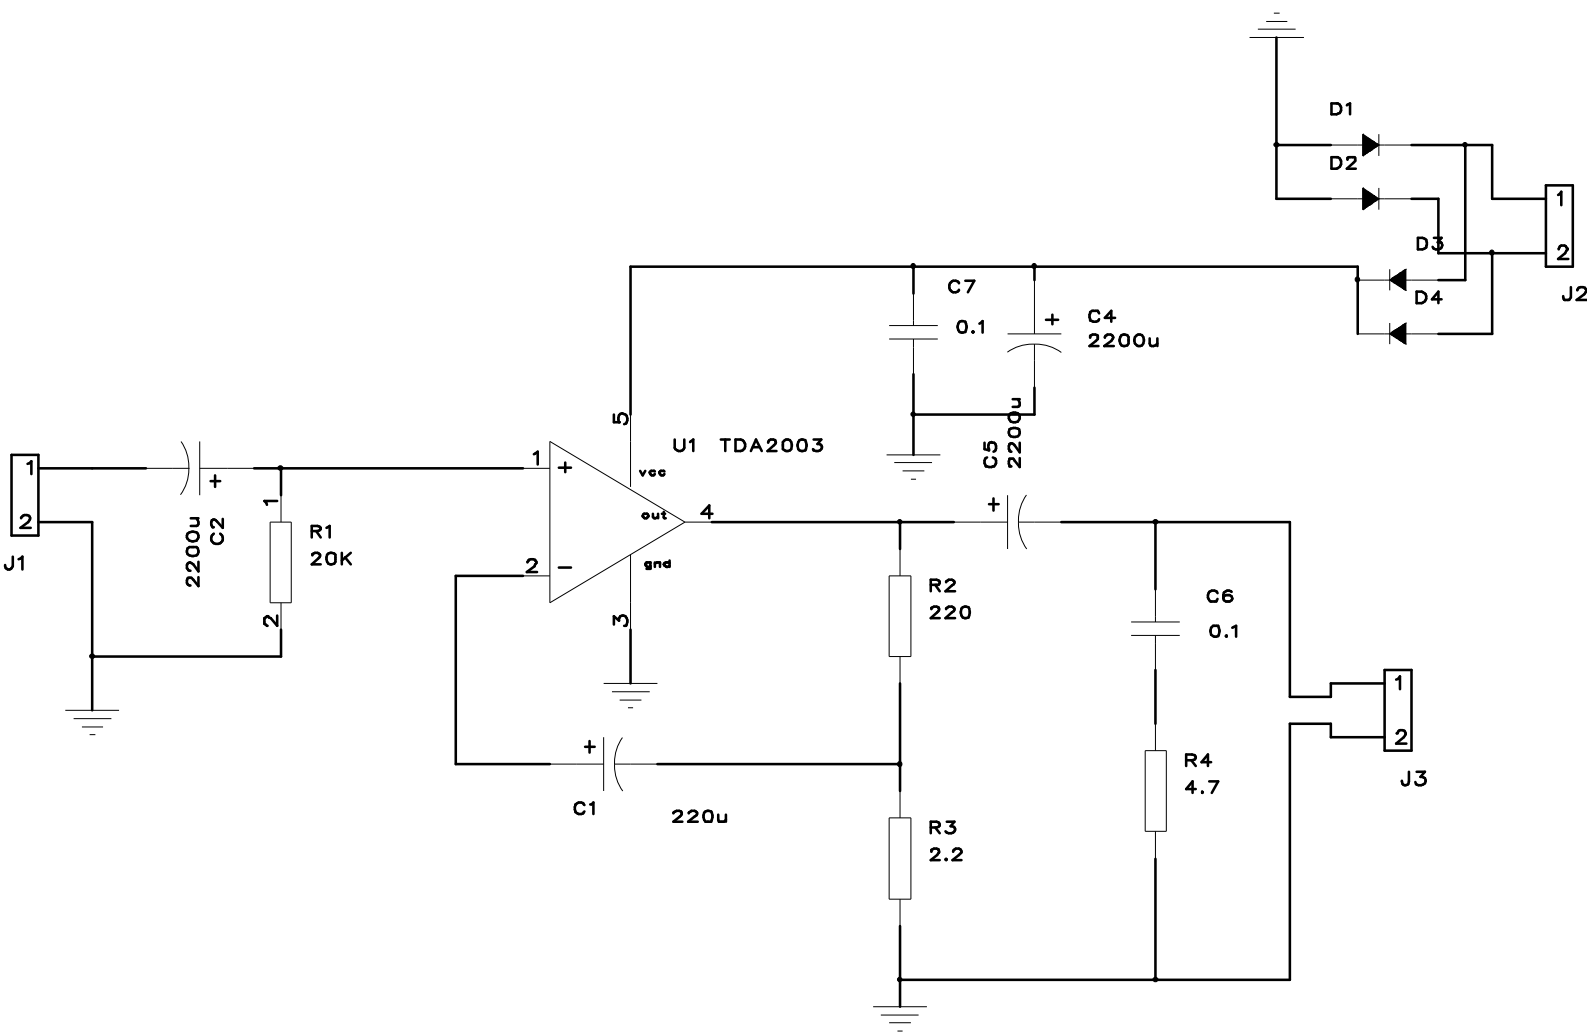 D1
D2
1
2
D3
D4
J2
C7
0.1
+
C4
2200u
5
U1 TDA2003
vcc
C5
2200u
1
+
out
4
+
2
-
gnd
3
1
2
J1
+
2200u
C2
1
R1
20K
2
R2
220
C6
0.1
+
C1
220u
R3
2.2
R4
4.7
1
2
J3